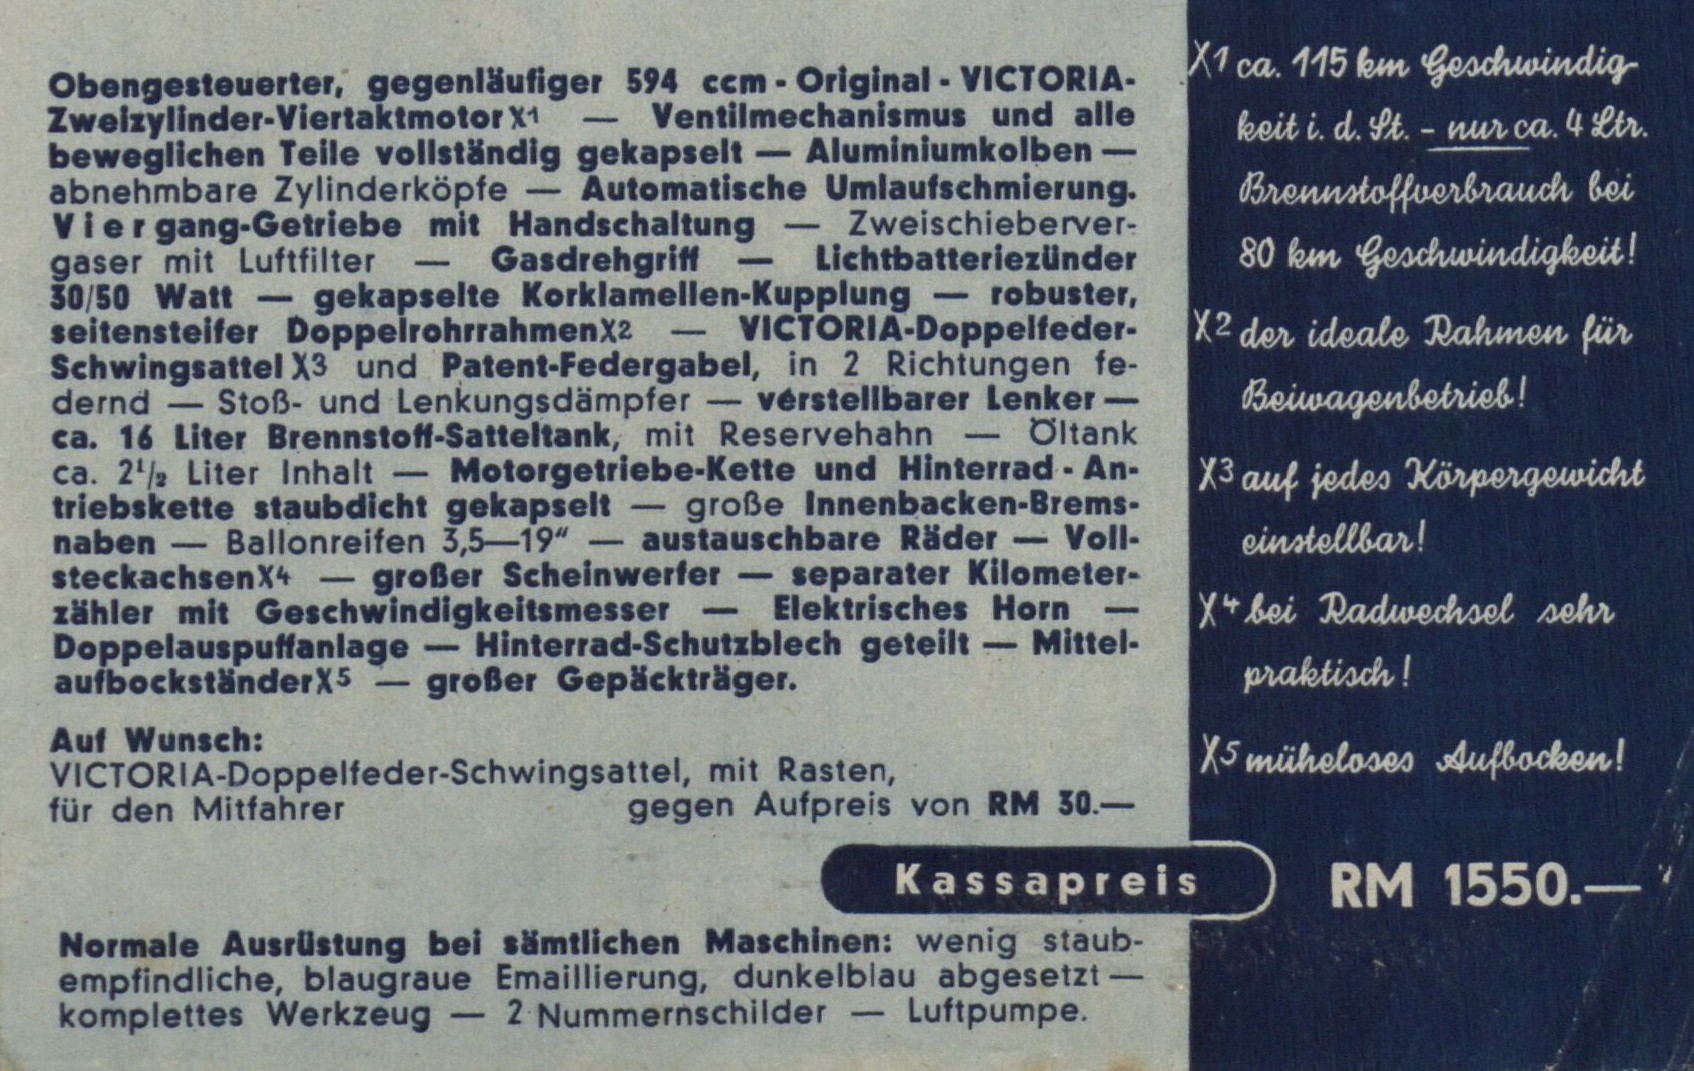 Obengesteuerter, gegenläufiger 594 ccm - Original - VICTORIA-
Zweizylinder-Viertaktmotor X1 — Ventilmechanismus und alle
beweglichen Teile vollständig gekapselt — Aluminiumkolben —
abnehmbare Zylinderköpfe — Automatische Umlaufschmierung.
Viergang-Getriebe mit Handschaltung — Zweischieberver-
gaser mit Luftfilter — Gasdrehgriff — Lichtbatteriezünder
30/50 Watt — gekapselte Korklamellen-Kupplung — robuster,
seitensteifer Doppelrohrrahmen X2 — VICTORIA-Doppelfeder-
Schwingsattel X3 und Patent-Federgabel, in 2 Richtungen fe-
dernd — Stoß- und Lenkungsdämpfer — verstellbarer Lenker —
ca. 16 Liter Brennstoff-Satteltank, mit Reservehahn — Öltank
ca. 2½ Liter Inhalt — Motorgetriebe-Kette und Hinterrad - An-
triebskette staubdicht gekapselt — große Innenbacken-Brems-
naben — Ballonreifen 3,5—19“ — austauschbare Räder — Voll-
steckachsen X4 — großer Scheinwerfer — separater Kilometer-
zähler mit Geschwindigkeitsmesser — Elektrisches Horn —
Doppelauspuffanlage — Hinterrad-Schutzblech geteilt — Mittel-
aufbockständer X5 — großer Gepäckträger.
Auf Wunsch:
VICTORIA-Doppelfeder-Schwingsattel, mit Rasten,
für den Mitfahrer gegen Aufpreis von RM 30.—
X1 ca. 115 km Geschwindig-
keit i. d. St. - nur ca. 4 Ltr.
Brennstoffverbrauch bei
80 km Geschwindigkeit!
X2 der ideale Rahmen für
Beiwagenbetrieb!
X3 auf jedes Körpergewicht
einstellbar!
X4 bei Radwechsel sehr
praktisch!
X5 müheloses Aufbocken!
Kassapreis RM 1550.—
Normale Ausrüstung bei sämtlichen Maschinen: wenig staub-
empfindliche, blaugraue Emaillierung, dunkelblau abgesetzt —
komplettes Werkzeug — 2 Nummernschilder — Luftpumpe.